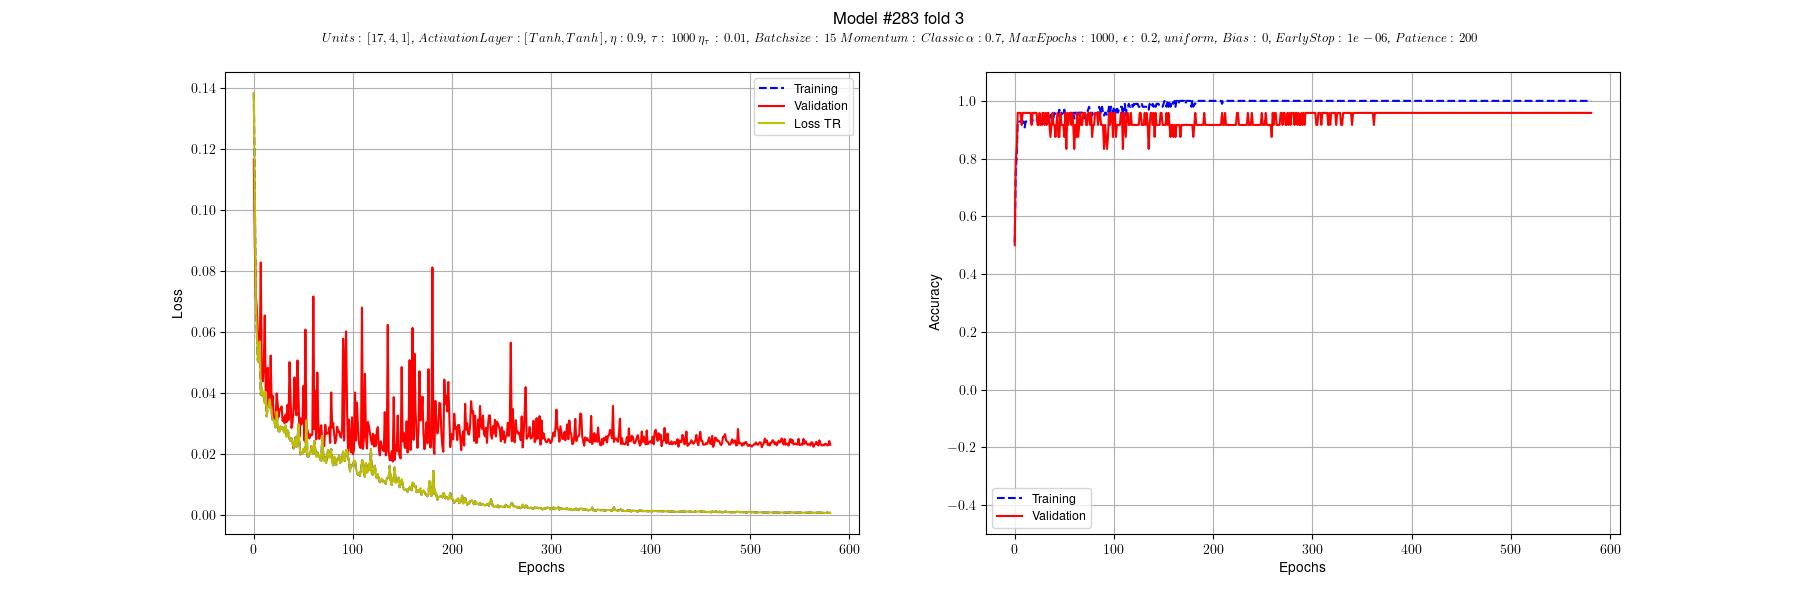 Model #283 fold 3
Units : [17, 4, 1], ActivationLayer : [Tanh, Tanh], η : 0.9, τ : 1000 ητ : 0.01, Batchsize : 15 Momentum : Classic α : 0.7, MaxEpochs : 1000, ϵ : 0.2, uniform, Bias : 0, EarlyStop : 1e − 06, Patience : 200
Loss
0.14
0.12
0.10
0.08
0.06
0.04
0.02
0.00
0 100 200 300 400 500 600
Epochs
Training
Validation
Loss TR
Accuracy
1.0
0.8
0.6
0.4
0.2
0.0
−0.2
−0.4
0 100 200 300 400 500 600
Epochs
Training
Validation